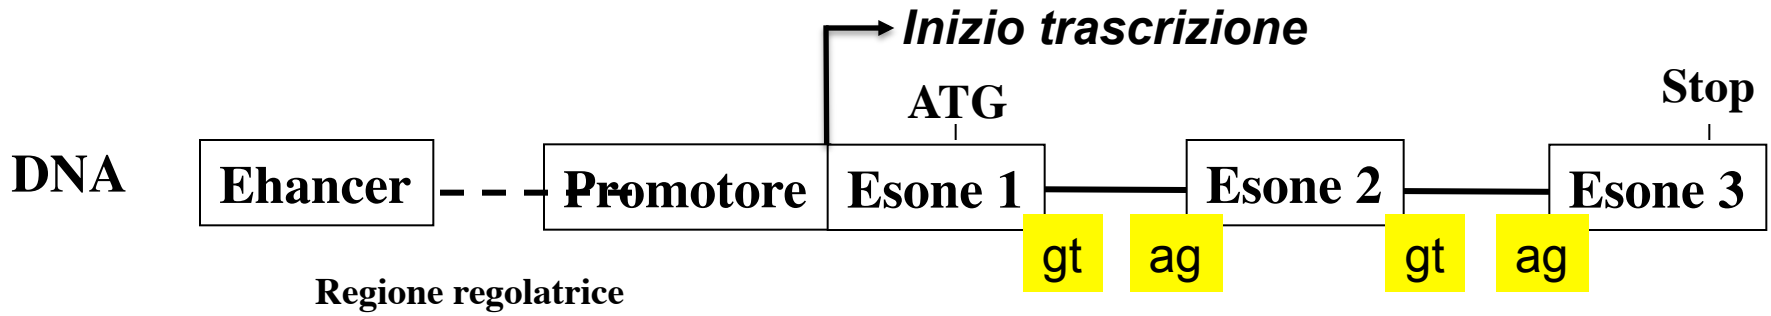 Inizio trascrizione
ATG
Stop
DNA
Ehancer
Promotore
Esone 1
Esone 2
Esone 3
gt
ag
gt
ag
Regione regolatrice